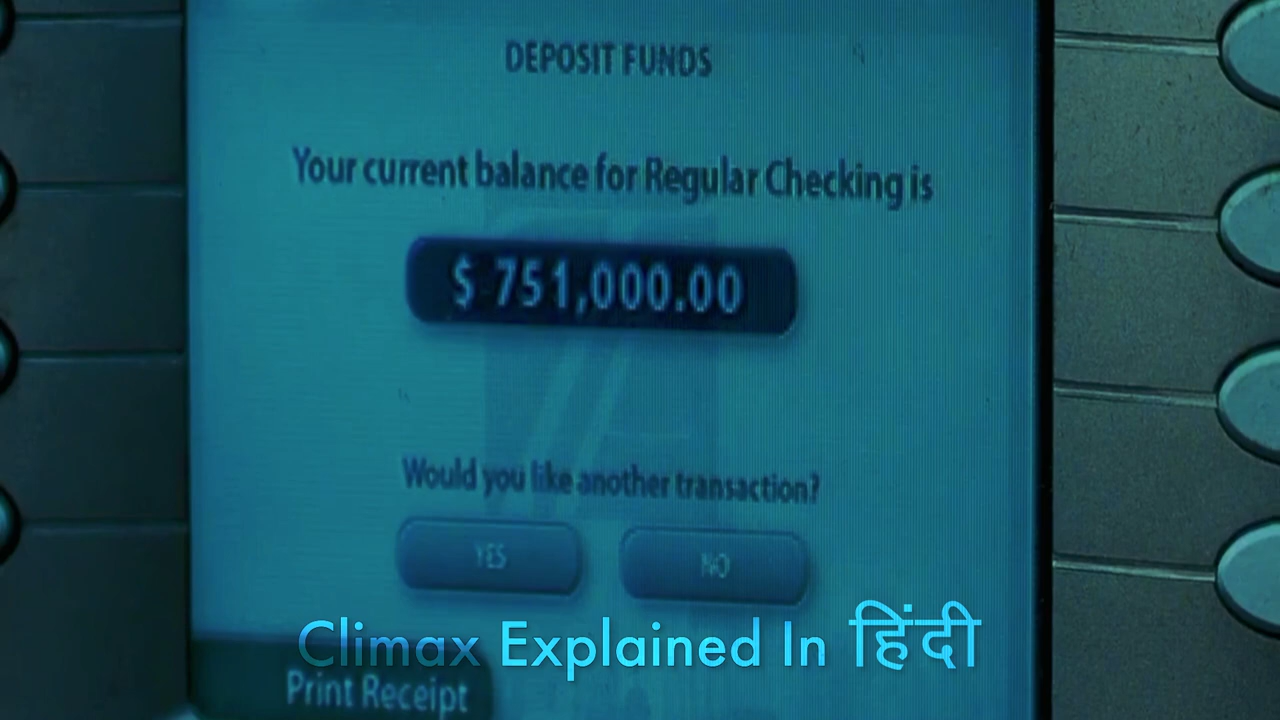 DEPOSIT FUNDS
Your current balance for Regular Checking is
$ 751,000.00
Would you like another transaction?
YES NO
Climax Explained In हिंदी
Print Receipt